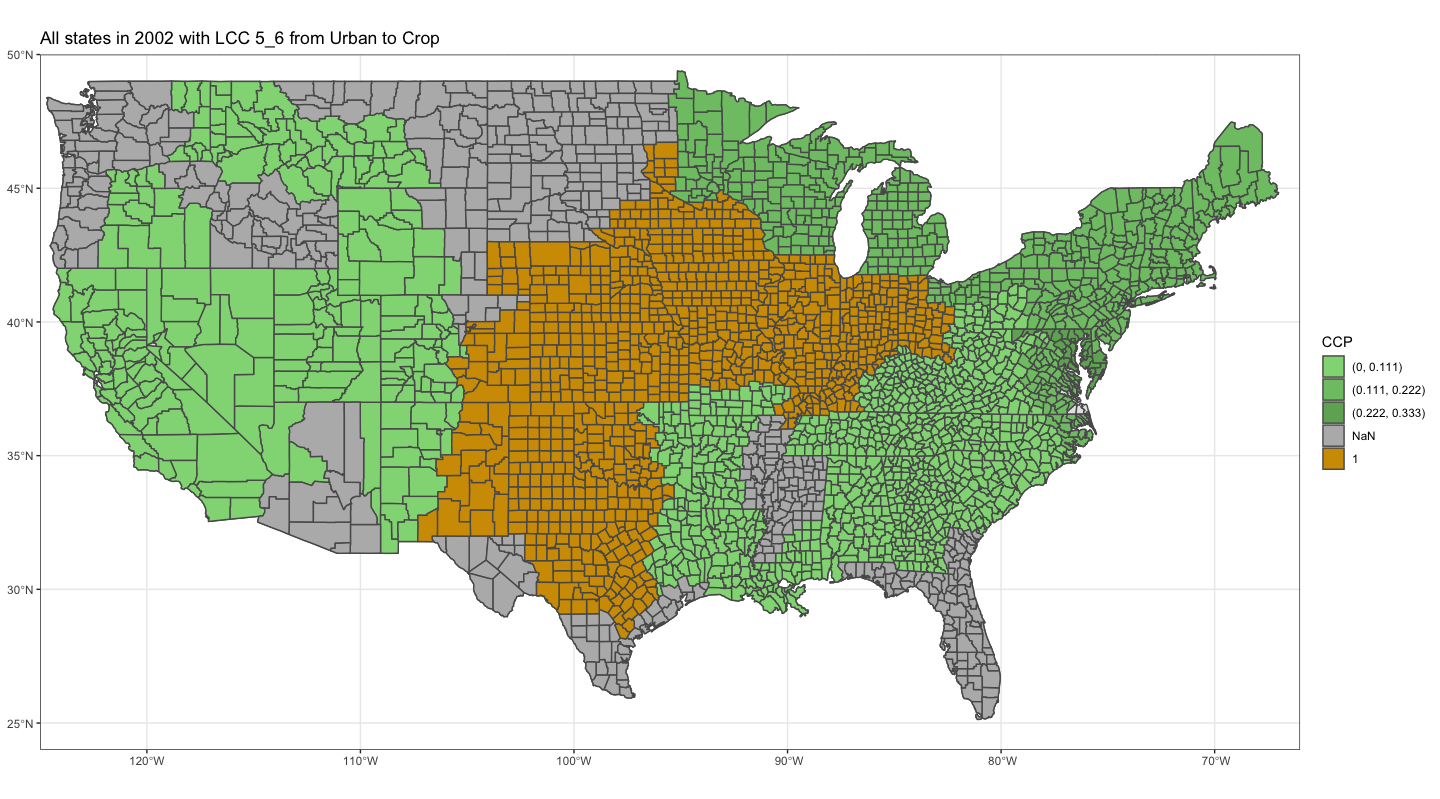 All states in 2002 with LCC 5_6 from Urban to Crop
50°N
45°N
40°N
35°N
30°N
25°N
120°W
110°W
100°W
90°W
80°W
70°W
CCP
(0, 0.111)
(0.111, 0.222)
(0.222, 0.333)
NaN
1